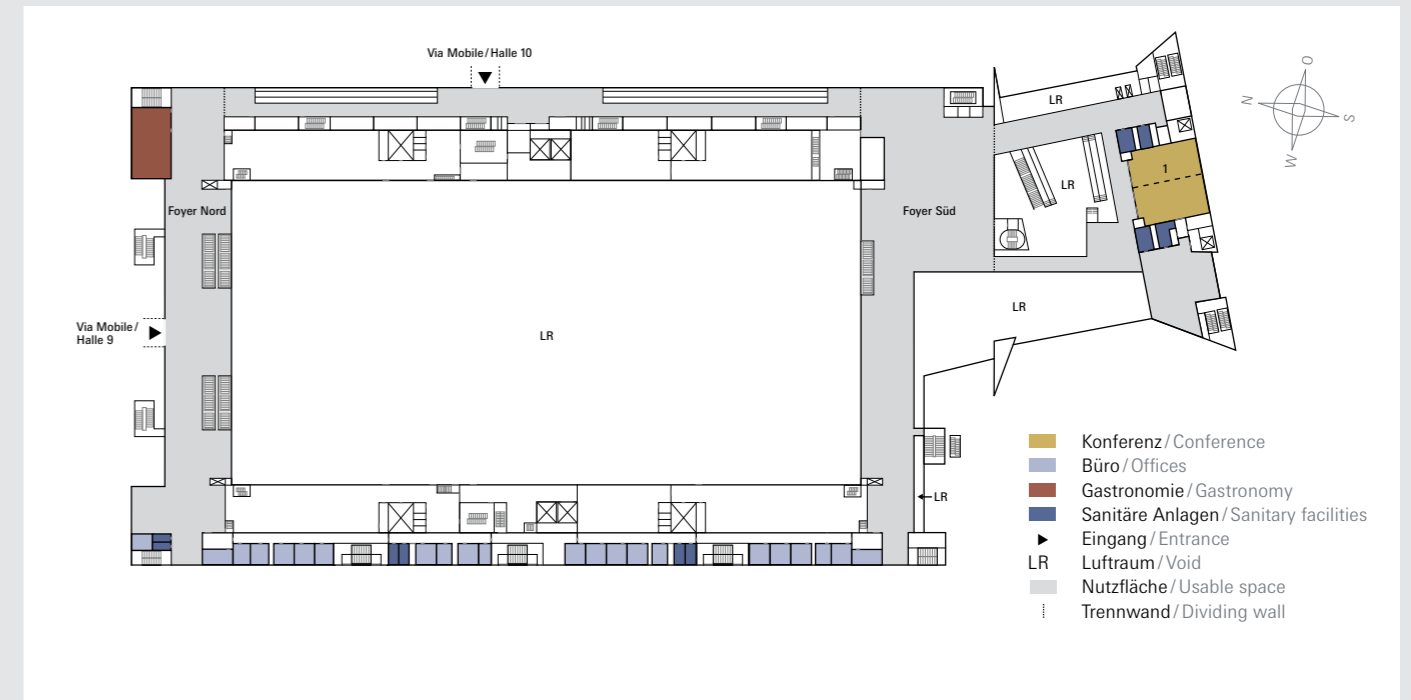 Via Mobile/Halle 10
O
N
S
W
LR
1
LR
Foyer Nord
Foyer Süd
LR
Via Mobile/
Halle 9
LR
LR
Konferenz/Conference
Büro/Offices
Gastronomie/Gastronomy
Sanitäre Anlagen/Sanitary facilities
Eingang/Entrance
LR Luftraum/Void
Nutzfläche/Usable space
Trennwand/Dividing wall